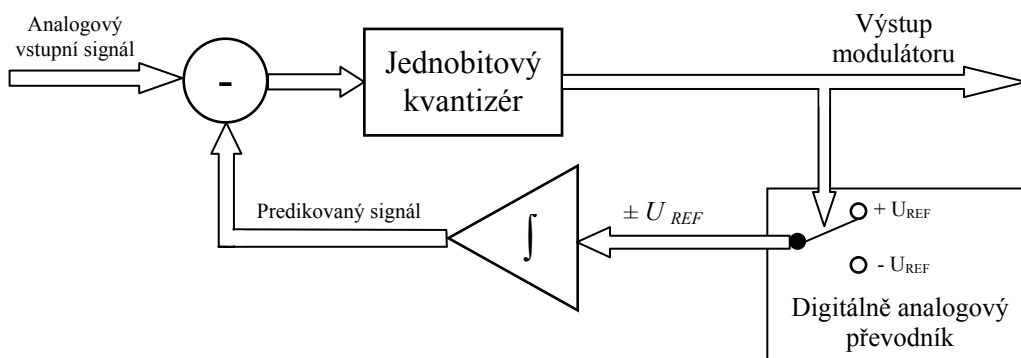 Analogový
vstupní signál
-
Jednobitový
kvantizér
Výstup
modulátoru
Predikovaný signál
∫
± U REF
+ UREF
- UREF
Digitálně analogový
převodník